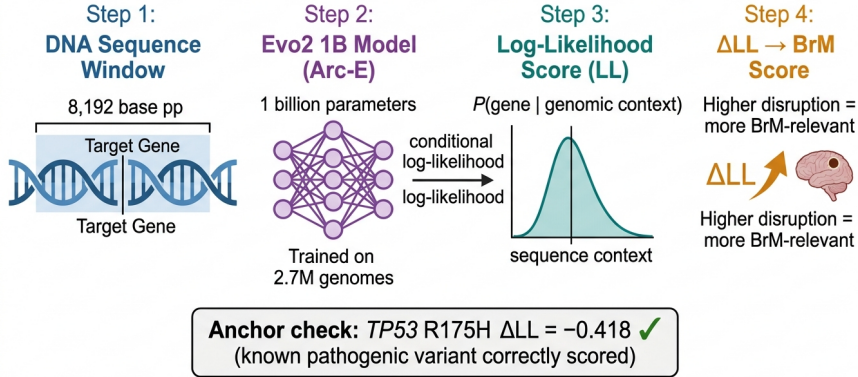 Step 1:
DNA Sequence
Window
8,192 base pp
Target Gene
Target Gene
Step 2:
Evo2 1B Model
(Arc-E)
1 billion parameters
Trained on
2.7M genomes
conditional
log-likelihood
log-likelihood
Step 3:
Log-Likelihood
Score (LL)
P(gene | genomic context)
sequence context
Step 4:
ΔLL → BrM
Score
Higher disruption =
more BrM-relevant
ΔLL
Higher disruption =
more BrM-relevant
Anchor check: TP53 R175H ΔLL = −0.418 ✓
(known pathogenic variant correctly scored)